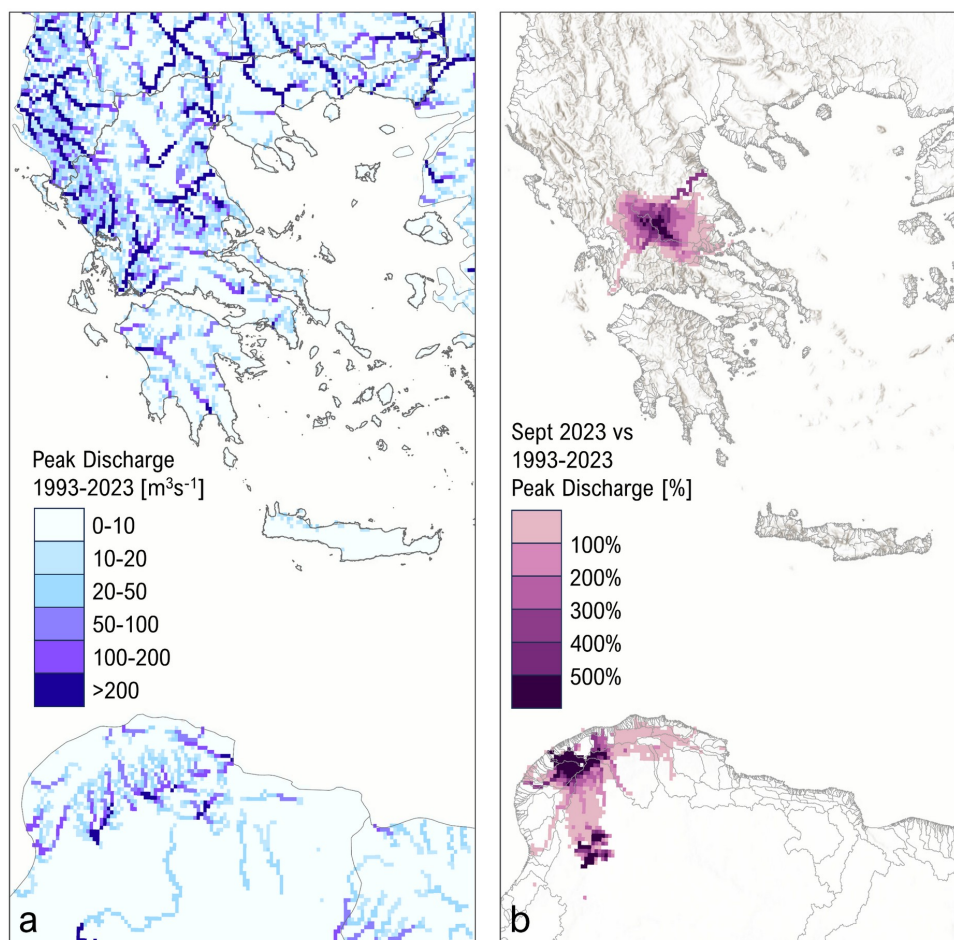 Peak Discharge
1993-2023 [m³s⁻¹]
0-10
10-20
20-50
50-100
100-200
>200
a
Sept 2023 vs
1993-2023
Peak Discharge [%]
100%
200%
300%
400%
500%
b